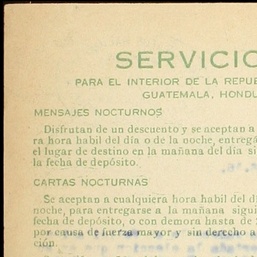 SERVICIO
PARA EL INTERIOR DE LA REPU
GUATEMALA, HONDU
MENSAJES NOCTURNOS
Disfrutan de un descuento y se aceptan a
ra hora habil del día o de la noche, entregá
el lugar de destino en la mañana del día si
la fecha de depósito.
CARTAS NOCTURNAS
Se aceptan a cualquiera hora habil del dí
noche, para entregarse a la mañana sigui
fecha de depósito, o con demora hasta de
por causa de fuerza mayor y sin derecho a
ción.